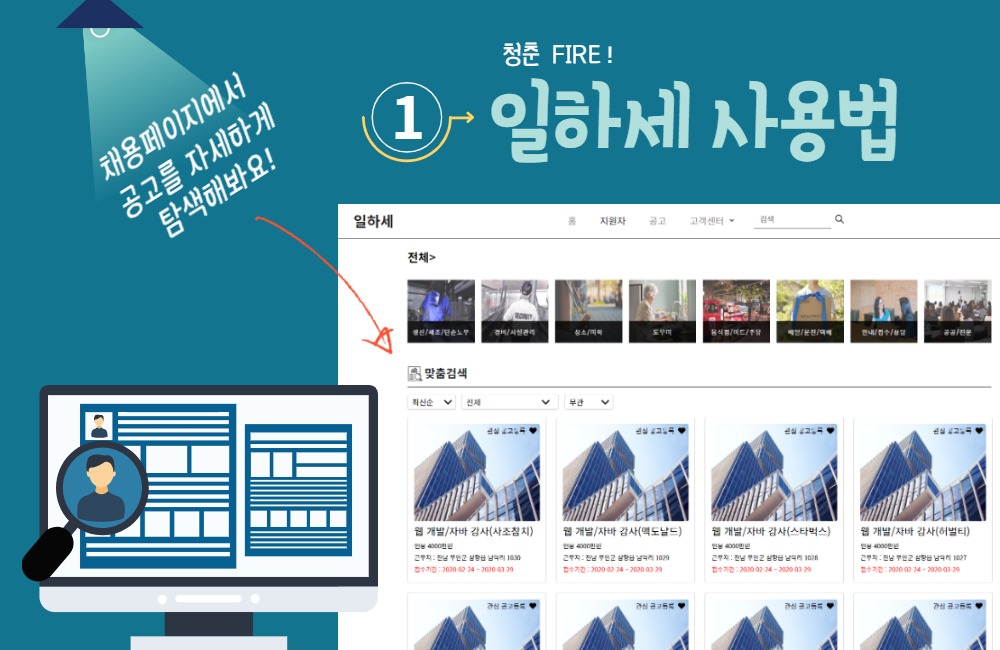 청춘 FIRE !
1
일하세 사용법
채용페이지에서
공고를 자세하게
탐색해봐요!
일하세 홈 지원자 공고 고객센터 검색
전체>
생산/제조/단순노무 경비/시설관리 청소/미화 도우미 음식점/마트/주방 배달/운전/택배 안내/접수/상담 공공/전문
SECURITY
맞춤검색
최신순 전체 부관
관심 공고등록 관심 공고등록 관심 공고등록 관심 공고등록
웹 개발/자바 강사(사조참치) 웹 개발/자바 강사(맥도날드) 웹 개발/자바 강사(스타벅스) 웹 개발/자바 강사(허벌티)
연봉 4000만원 연봉 4000만원 연봉 4000만원 연봉 4000만원
근무지 : 전남 무안군 삼향읍 남악리 1030 근무지 : 전남 무안군 삼향읍 남악리 1029 근무지 : 전남 무안군 삼향읍 남악리 1028 근무지 : 전남 무안군 삼향읍 남악리 1027
접수기간 : 2020-02-24 ~ 2020-03-29 접수기간 : 2020-02-24 ~ 2020-03-29 접수기간 : 2020-02-24 ~ 2020-03-29 접수기간 : 2020-02-24 ~ 2020-03-29
관심 공고등록 관심 공고등록 관심 공고등록 관심 공고등록